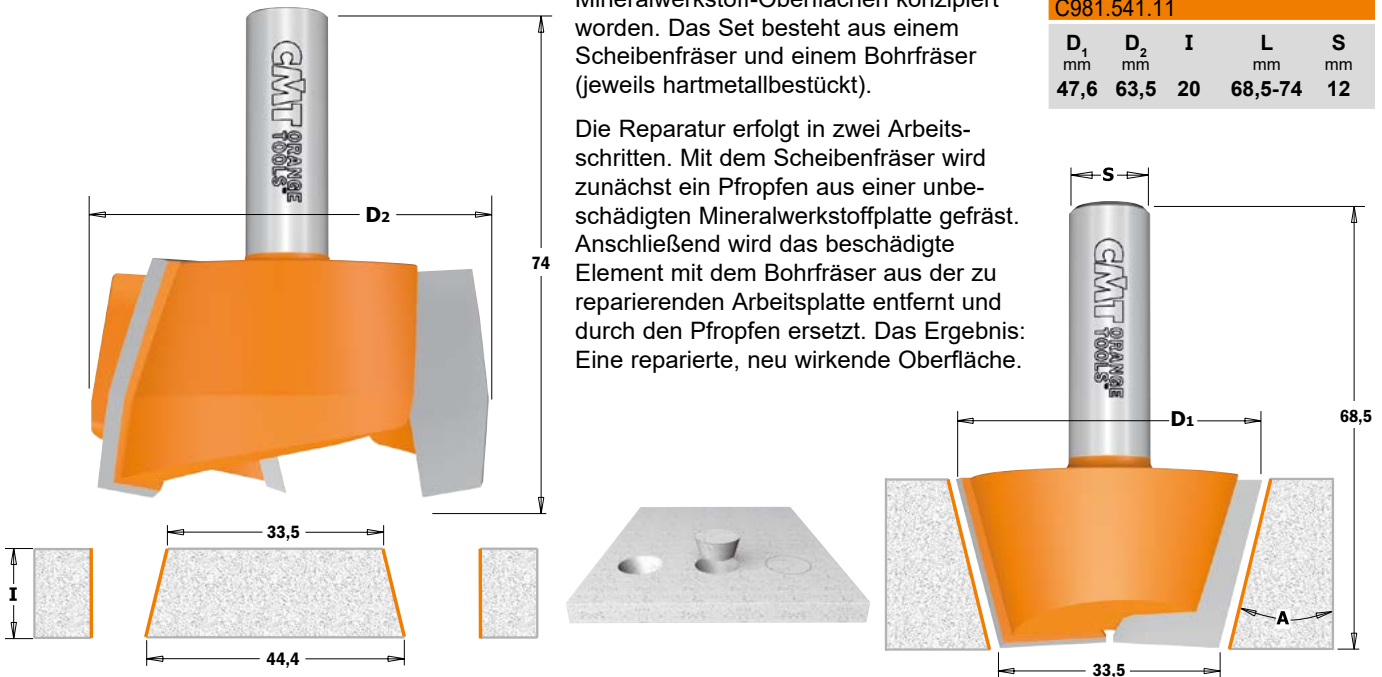 Mineralwerkstoff-Oberflächen konzipiert
worden. Das Set besteht aus einem
Scheibenfräser und einem Bohrfräser
(jeweils hartmetallbestückt).
Die Reparatur erfolgt in zwei Arbeits-
schritten. Mit dem Scheibenfräser wird
zunächst ein Pfropfen aus einer unbe-
schädigten Mineralwerkstoffplatte gefräst.
Anschließend wird das beschädigte
Element mit dem Bohrfräser aus der zu
reparierenden Arbeitsplatte entfernt und
durch den Pfropfen ersetzt. Das Ergebnis:
Eine reparierte, neu wirkende Oberfläche.
C981.541.11
D1 D2 I L S
mm mm mm mm
47,6 63,5 20 68,5-74 12
CMT ORANGE TOOLS™
D2
74
33,5
I
44,4
S
CMT ORANGE TOOLS™
D1
68,5
A
33,5